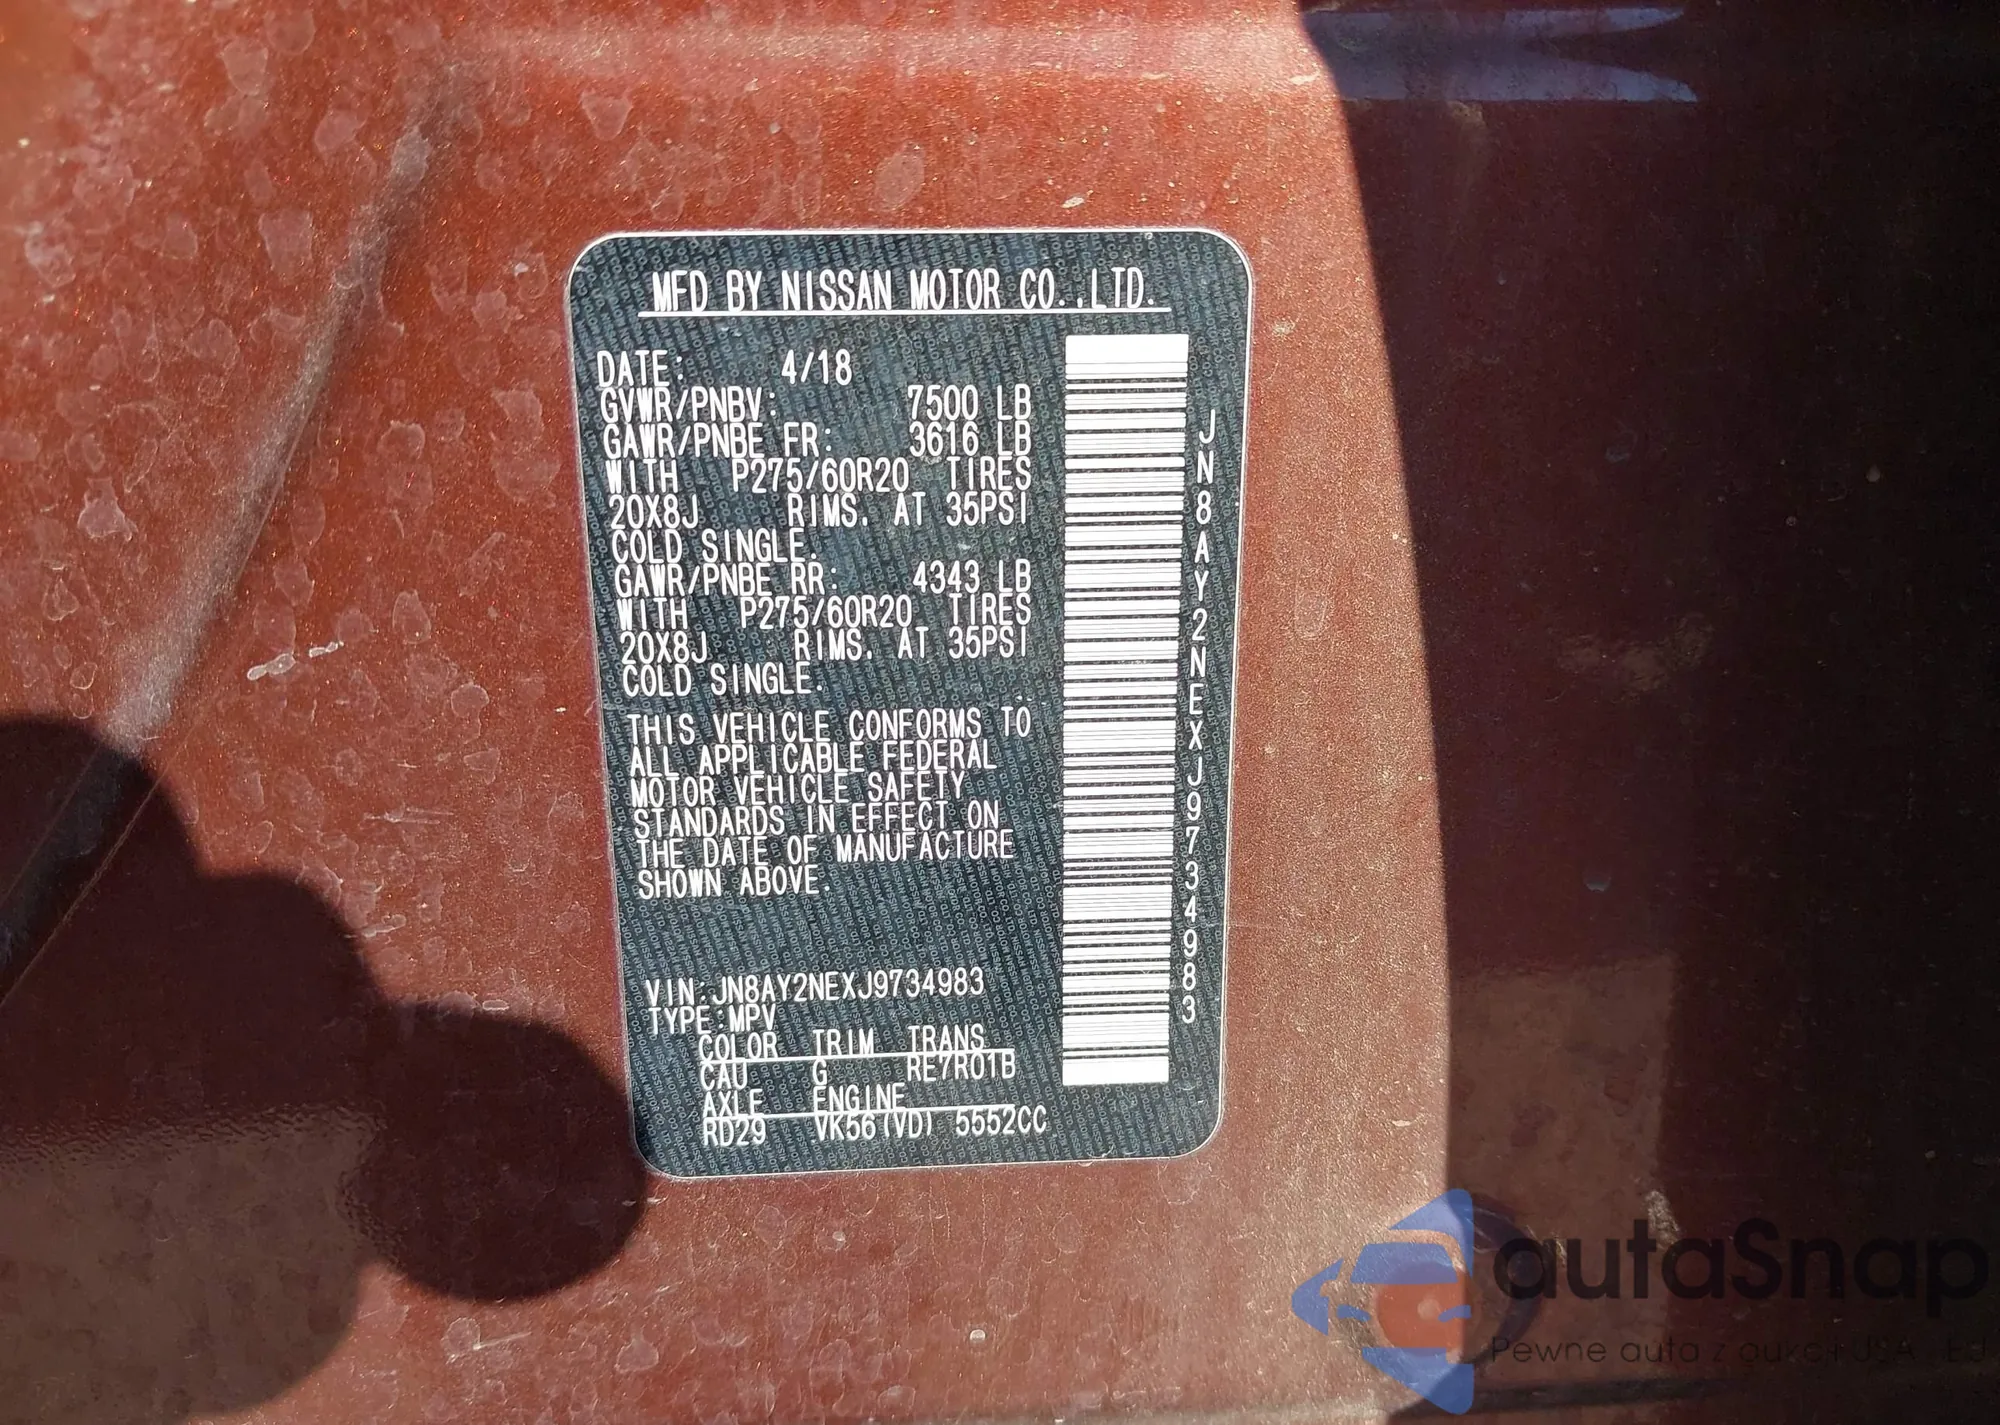 MFD BY NISSAN MOTOR CO.,LTD.
DATE: 4/18
GVWR/PNBV: 7500 LB
GAWR/PNBE FR: 3616 LB
WITH P275/60R20 TIRES
20X8J RIMS. AT 35PSI
COLD SINGLE.
GAWR/PNBE RR: 4343 LB
WITH P275/60R20 TIRES
20X8J RIMS. AT 35PSI
COLD SINGLE.
THIS VEHICLE CONFORMS TO
ALL APPLICABLE FEDERAL
MOTOR VEHICLE SAFETY
STANDARDS IN EFFECT ON
THE DATE OF MANUFACTURE
SHOWN ABOVE.
VIN:JN8AY2NEXJ9734983
TYPE:MPV
COLOR TRIM TRANS
CAU G RE7R01B
AXLE ENGINE
RD29 VK56(VD) 5552CC
JN8AY2NEXJ9734983
autaSnap
Pewne auta z aukcji USA